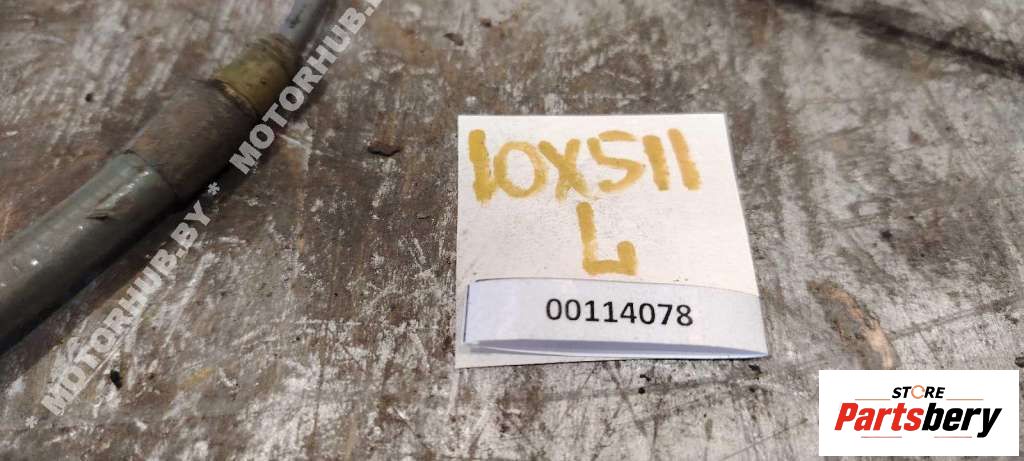 MOTORHUB.BY * MOTORHUB.
10X511
L
00114078
STORE
Partsbery